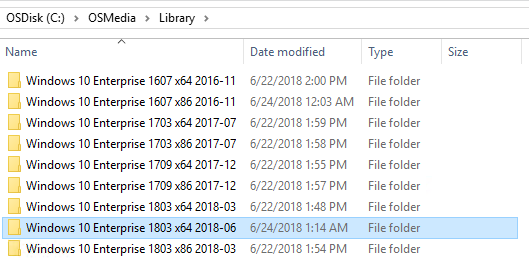 OSDisk (C:) > OSMedia > Library >
Name Date modified Type Size
Windows 10 Enterprise 1607 x64 2016-11 6/22/2018 2:00 PM File folder
Windows 10 Enterprise 1607 x86 2016-11 6/24/2018 12:03 AM File folder
Windows 10 Enterprise 1703 x64 2017-07 6/22/2018 1:59 PM File folder
Windows 10 Enterprise 1703 x86 2017-07 6/22/2018 1:58 PM File folder
Windows 10 Enterprise 1709 x64 2017-12 6/22/2018 1:55 PM File folder
Windows 10 Enterprise 1709 x86 2017-12 6/22/2018 1:57 PM File folder
Windows 10 Enterprise 1803 x64 2018-03 6/22/2018 1:48 PM File folder
Windows 10 Enterprise 1803 x64 2018-06 6/24/2018 1:14 AM File folder
Windows 10 Enterprise 1803 x86 2018-03 6/22/2018 1:54 PM File folder